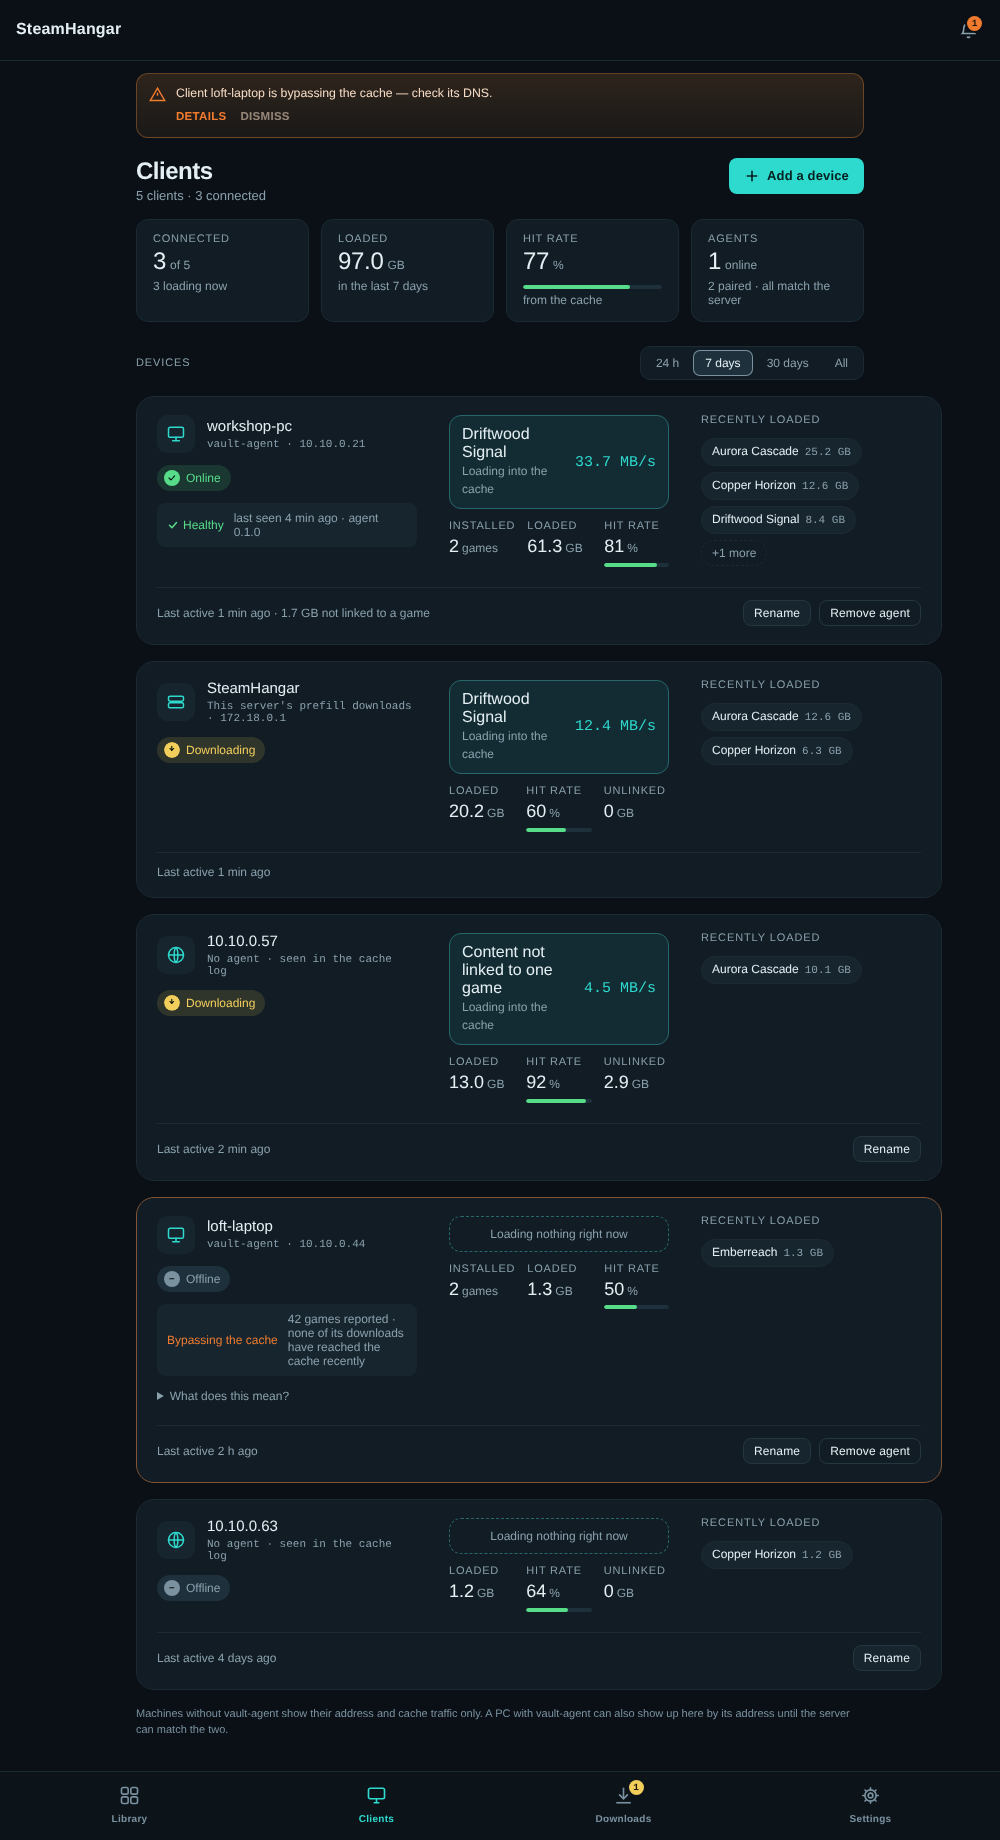 SteamHangar
1
Client loft-laptop is bypassing the cache — check its DNS.
DETAILS DISMISS
Clients
5 clients · 3 connected
Add a device
CONNECTED
3 of 5
3 loading now
LOADED
97.0 GB
in the last 7 days
HIT RATE
77 %
from the cache
AGENTS
1 online
2 paired · all match the
server
DEVICES
24 h 7 days 30 days All
workshop-pc
vault-agent · 10.10.0.21
Online
Healthy
last seen 4 min ago · agent
0.1.0
Driftwood
Signal
Loading into the
cache
33.7 MB/s
INSTALLED LOADED HIT RATE
2 games 61.3 GB 81 %
RECENTLY LOADED
Aurora Cascade 25.2 GB
Copper Horizon 12.6 GB
Driftwood Signal 8.4 GB
+1 more
Last active 1 min ago · 1.7 GB not linked to a game
Rename Remove agent
SteamHangar
This server's prefill downloads
· 172.18.0.1
Downloading
Driftwood
Signal
Loading into the
cache
12.4 MB/s
LOADED HIT RATE UNLINKED
20.2 GB 60 % 0 GB
RECENTLY LOADED
Aurora Cascade 12.6 GB
Copper Horizon 6.3 GB
Last active 1 min ago
10.10.0.57
No agent · seen in the cache
log
Downloading
Content not
linked to one
game
Loading into the
cache
4.5 MB/s
LOADED HIT RATE UNLINKED
13.0 GB 92 % 2.9 GB
RECENTLY LOADED
Aurora Cascade 10.1 GB
Last active 2 min ago
Rename
loft-laptop
vault-agent · 10.10.0.44
Offline
Bypassing the cache
42 games reported ·
none of its downloads
have reached the
cache recently
What does this mean?
Loading nothing right now
INSTALLED LOADED HIT RATE
2 games 1.3 GB 50 %
RECENTLY LOADED
Emberreach 1.3 GB
Last active 2 h ago
Rename Remove agent
10.10.0.63
No agent · seen in the cache
log
Offline
Loading nothing right now
LOADED HIT RATE UNLINKED
1.2 GB 64 % 0 GB
RECENTLY LOADED
Copper Horizon 1.2 GB
Last active 4 days ago
Rename
Machines without vault-agent show their address and cache traffic only. A PC with vault-agent can also show up here by its address until the server
can match the two.
1
Library Clients Downloads Settings